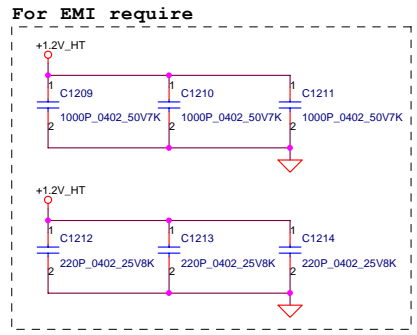 For EMI require
+1.2V_HT
1 1 1
C1209 C1210 C1211
1000P_0402_50V7K 1000P_0402_50V7K 1000P_0402_50V7K
2 2 2
+1.2V_HT
1 1 1
C1212 C1213 C1214
220P_0402_25V8K 220P_0402_25V8K 220P_0402_25V8K
2 2 2